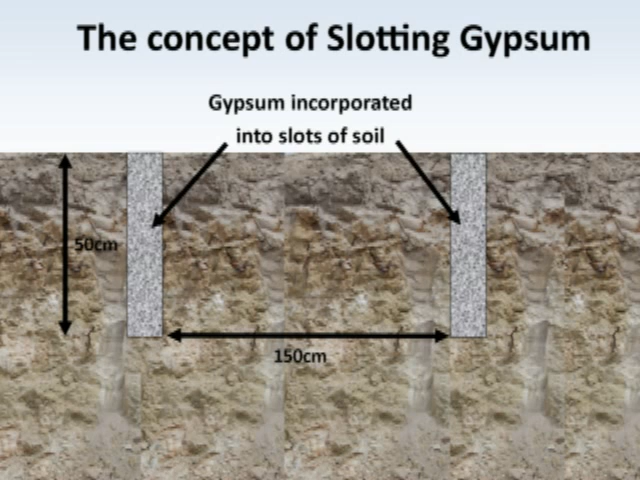 The concept of Slotting Gypsum
Gypsum incorporated
into slots of soil
50cm
150cm